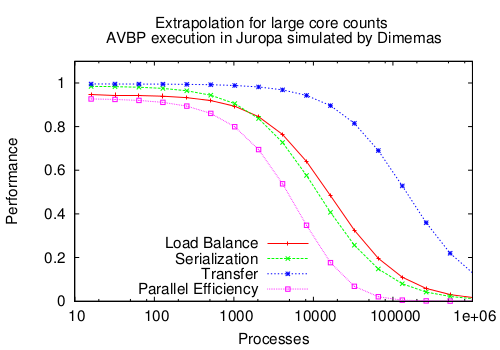 Extrapolation for large core counts
AVBP execution in Juropa simulated by Dimemas
1
0.8
0.6
0.4
0.2
0
Performance
Load Balance
Serialization
Transfer
Parallel Efficiency
10 100 1000 10000 100000 1e+06
Processes